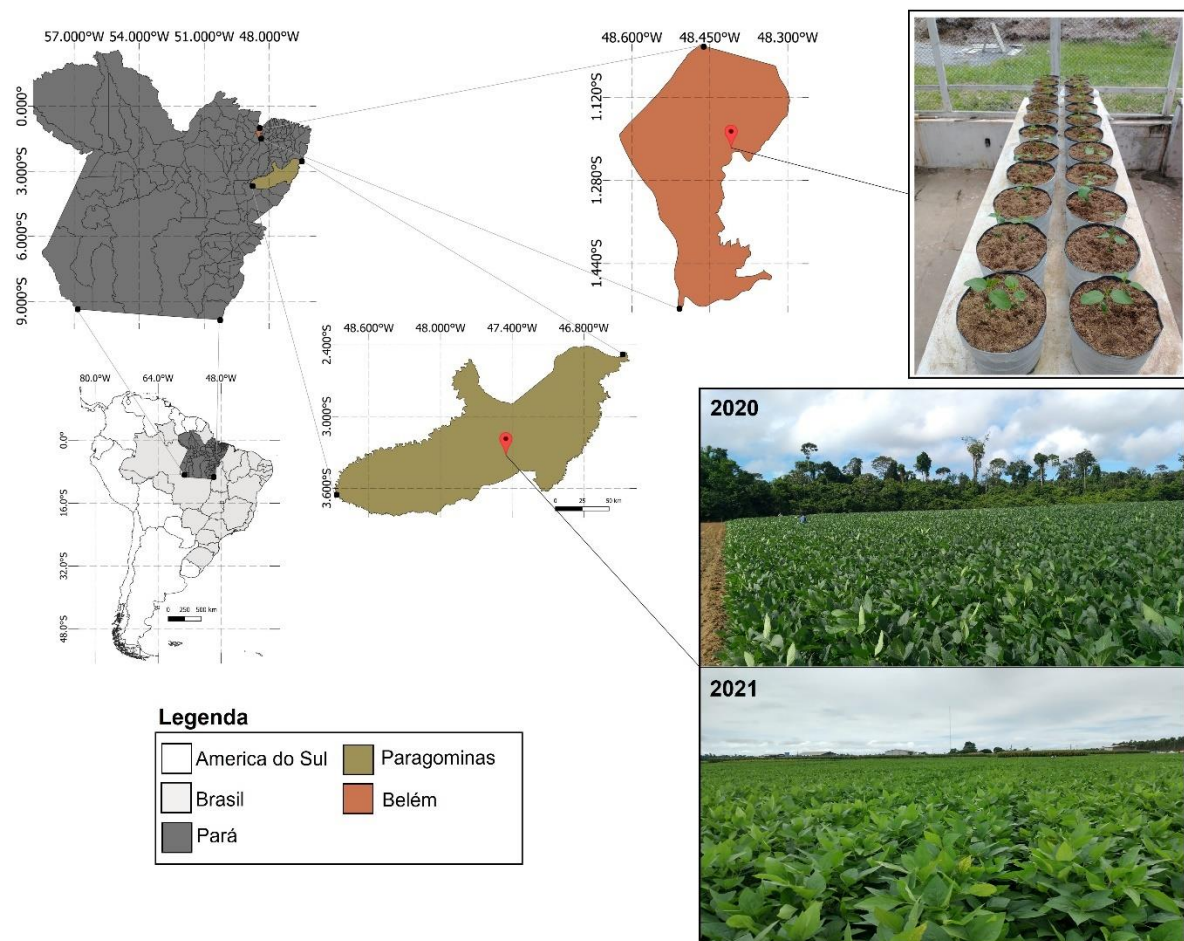 57.000°W 54.000°W 51.000°W 48.000°W
0.000°
3.000°S
6.000°S
9.000°S
48.600°W 48.450°W 48.300°W
1.120°S
1.280°S
1.440°S
48.600°W 48.000°W 47.400°W 46.800°W
2.400°S
3.000°S
3.600°S
0 25 50 km
80.0°W 64.0°W 48.0°W
0.0°
16.0°S
32.0°S
48.0°S
0 250 500 km
2020
2021
Legenda
America do Sul
Paragominas
Brasil
Belém
Pará